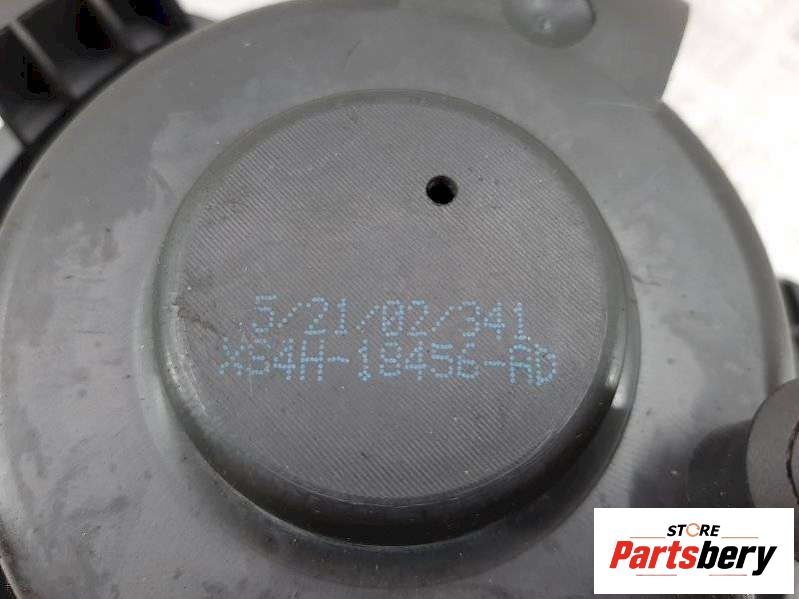 5/21/02/341
XS4H-18456-AD
STORE
Partsbery